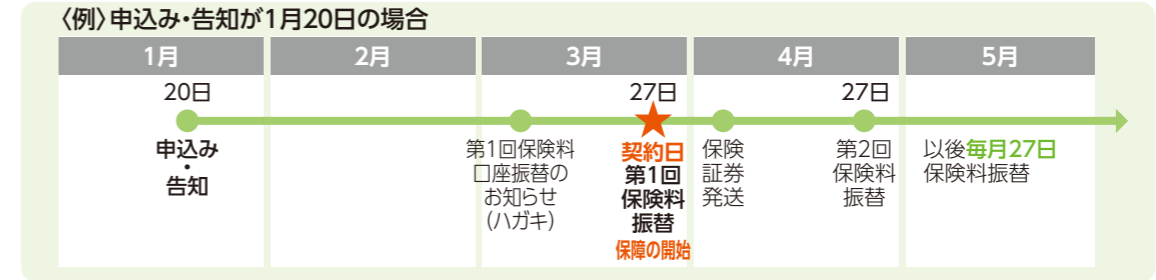 〈例〉申込み・告知が1月20日の場合
1月
2月
3月
4月
5月
20日
27日
27日
申込み
・
告知
第1回保険料
口座振替の
お知らせ
(ハガキ)
契約日
第1回
保険料
振替
保障の開始
保険
証券
発送
第2回
保険料
振替
以後毎月27日
保険料振替